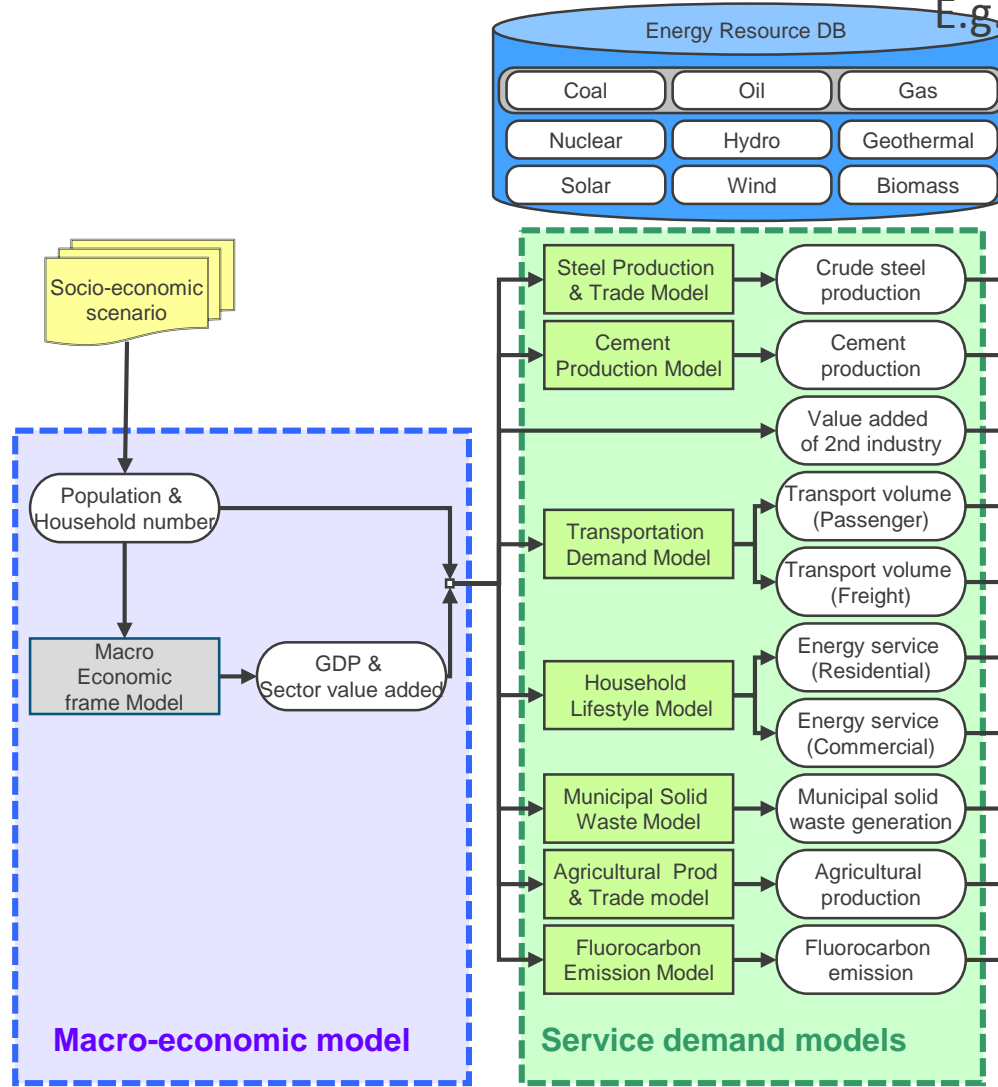 E.g.
Energy Resource DB
Coal
Oil
Gas
Nuclear
Hydro
Geothermal
Solar
Wind
Biomass
Socio-economic
scenario
Population &
Household number
Macro
Economic
frame Model
GDP &
Sector value added
Macro-economic model
Steel Production
& Trade Model
Crude steel
production
Cement
Production Model
Cement
production
Value added
of 2nd industry
Transportation
Demand Model
Transport volume
(Passenger)
Transport volume
(Freight)
Household
Lifestyle Model
Energy service
(Residential)
Energy service
(Commercial)
Municipal Solid
Waste Model
Municipal solid
waste generation
Agricultural Prod
& Trade model
Agricultural
production
Fluorocarbon
Emission Model
Fluorocarbon
emission
Service demand models